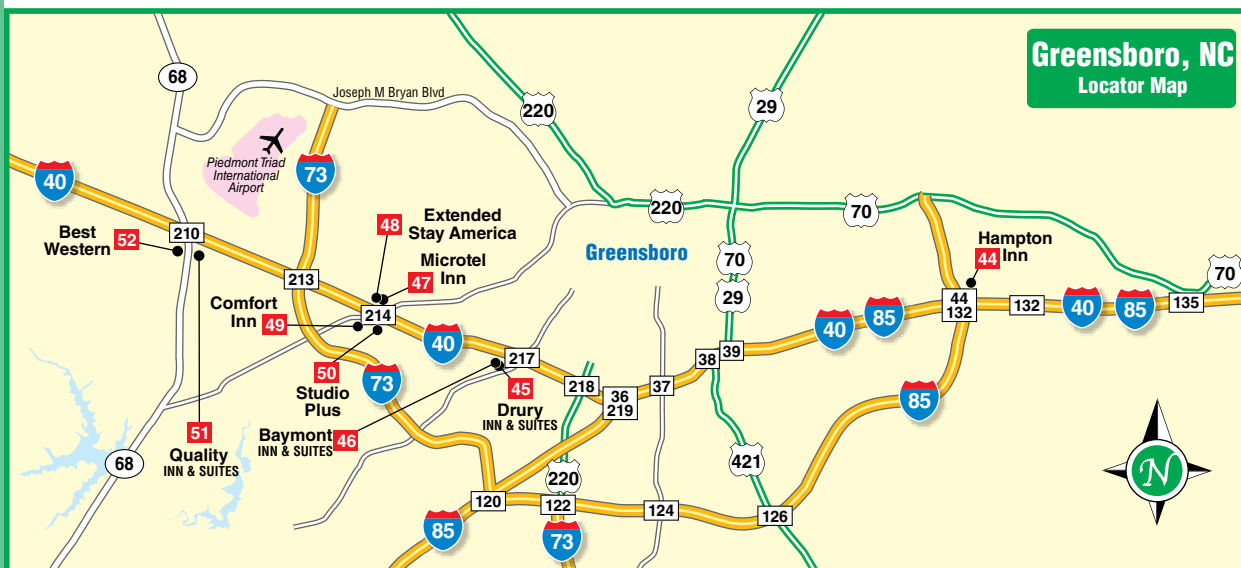 Greensboro, NC
Locator Map
68
Joseph M Bryan Blvd
220
29
Piedmont Triad
International
Airport
40
73
220
70
Best
Western
52
210
48
Extended
Stay America
Microtel
Inn
47
Greensboro
70
Hampton
Inn
44
70
213
29
Comfort
Inn
49
214
40
40
85
44
132
132
40
85
135
50
Studio
Plus
73
217
218
45
Drury
INN & SUITES
36
219
37
38
39
85
51
Quality
INN & SUITES
Baymont
INN & SUITES
46
68
220
421
N
120
122
124
126
85
73